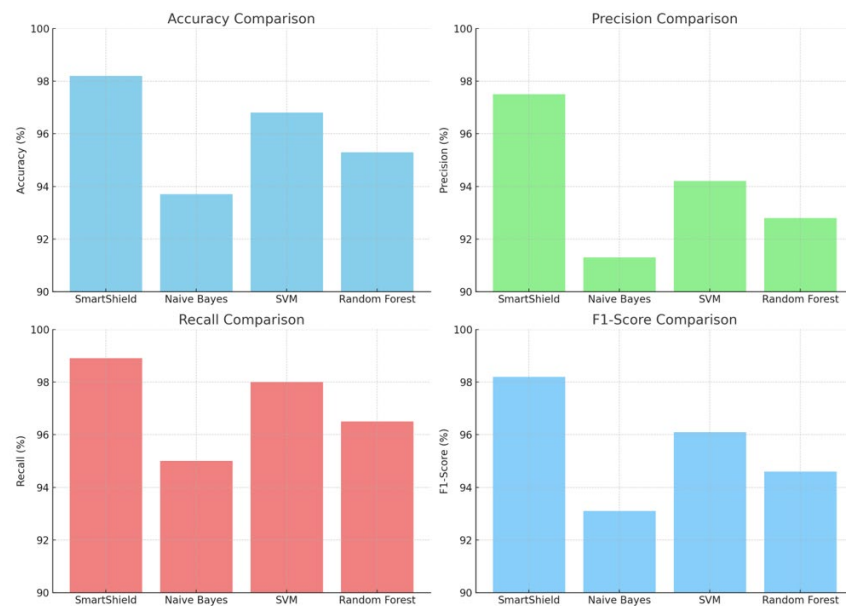 Accuracy Comparison
100
98
96
94
92
90
Accuracy (%)
SmartShield Naive Bayes SVM Random Forest
Precision Comparison
100
98
96
94
92
90
Precision (%)
SmartShield Naive Bayes SVM Random Forest
Recall Comparison
100
98
96
94
92
90
Recall (%)
SmartShield Naive Bayes SVM Random Forest
F1-Score Comparison
100
98
96
94
92
90
F1-Score (%)
SmartShield Naive Bayes SVM Random Forest